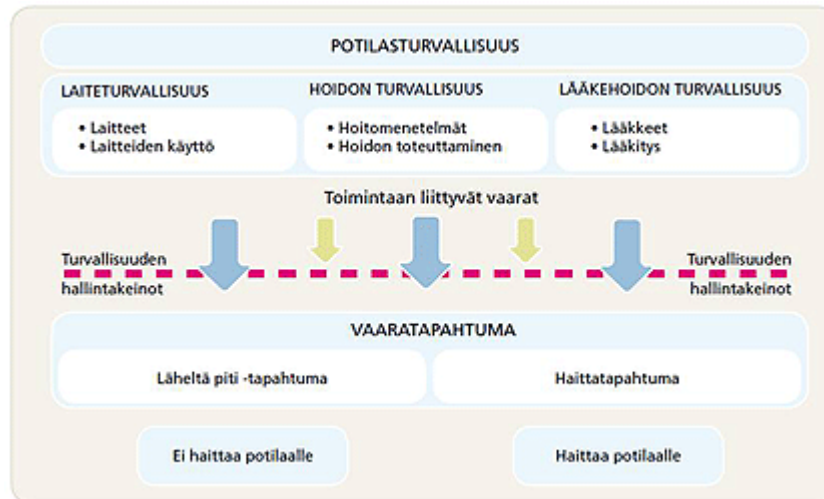 POTILASTURVALLISUUS
LAITETURVALLISUUS
• Laitteet
• Laitteiden käyttö
HOIDON TURVALLISUUS
• Hoitomenetelmät
• Hoidon toteuttaminen
LÄÄKEHOIDON TURVALLISUUS
• Lääkkeet
• Lääkitys
Toimintaan liittyvät vaarat
Turvallisuuden
hallintakeinot
Turvallisuuden
hallintakeinot
VAARATAPAHTUMA
Läheltä piti -tapahtuma
Haittatapahtuma
Ei haittaa potilaalle
Haittaa potilaalle